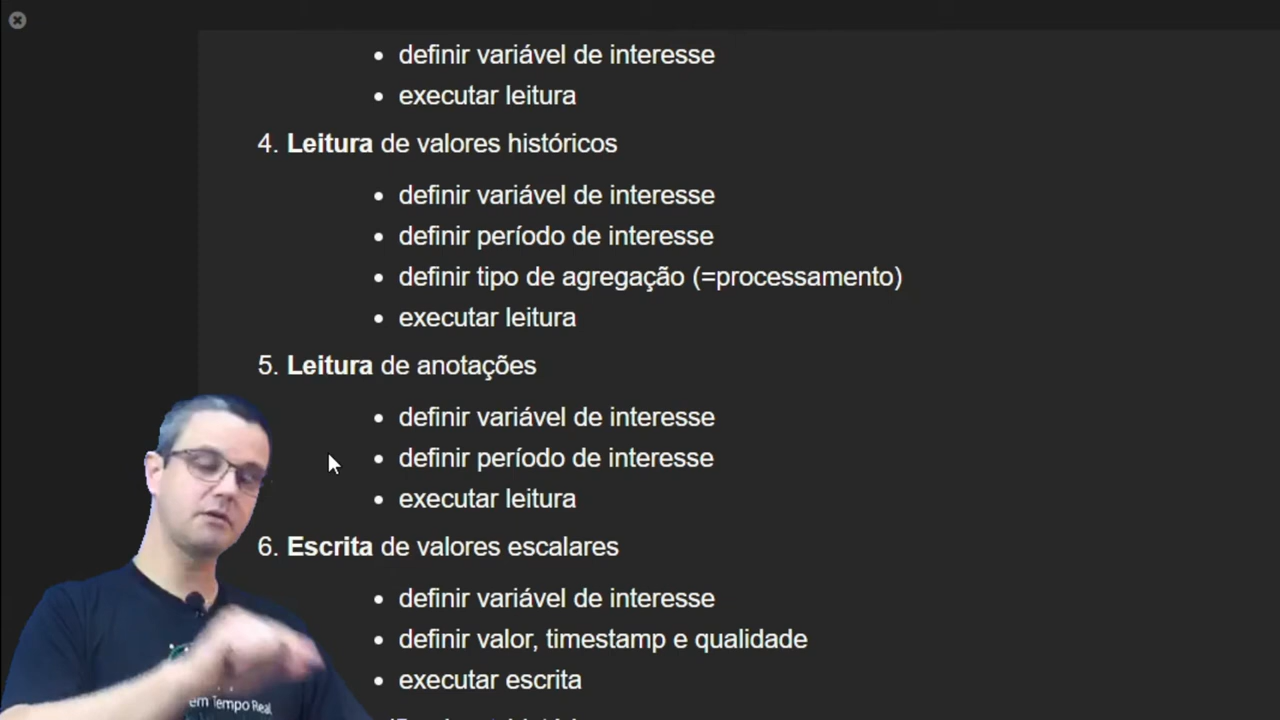 • definir variável de interesse
• executar leitura
4. Leitura de valores históricos
• definir variável de interesse
• definir período de interesse
• definir tipo de agregação (=processamento)
• executar leitura
5. Leitura de anotações
• definir variável de interesse
• definir período de interesse
• executar leitura
6. Escrita de valores escalares
• definir variável de interesse
• definir valor, timestamp e qualidade
• executar escrita
em Tempo Real